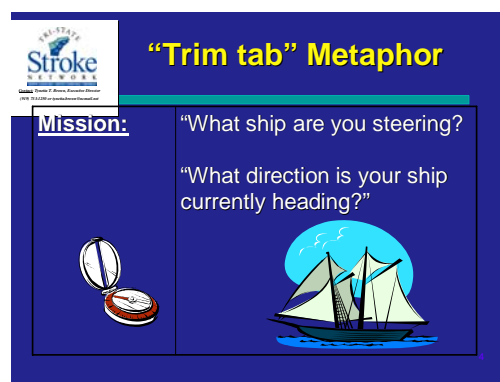 TRI-STATE
Stroke
NETWORK
“Trim tab” Metaphor
Mission:
“What ship are you steering?
“What direction is your ship
currently heading?”